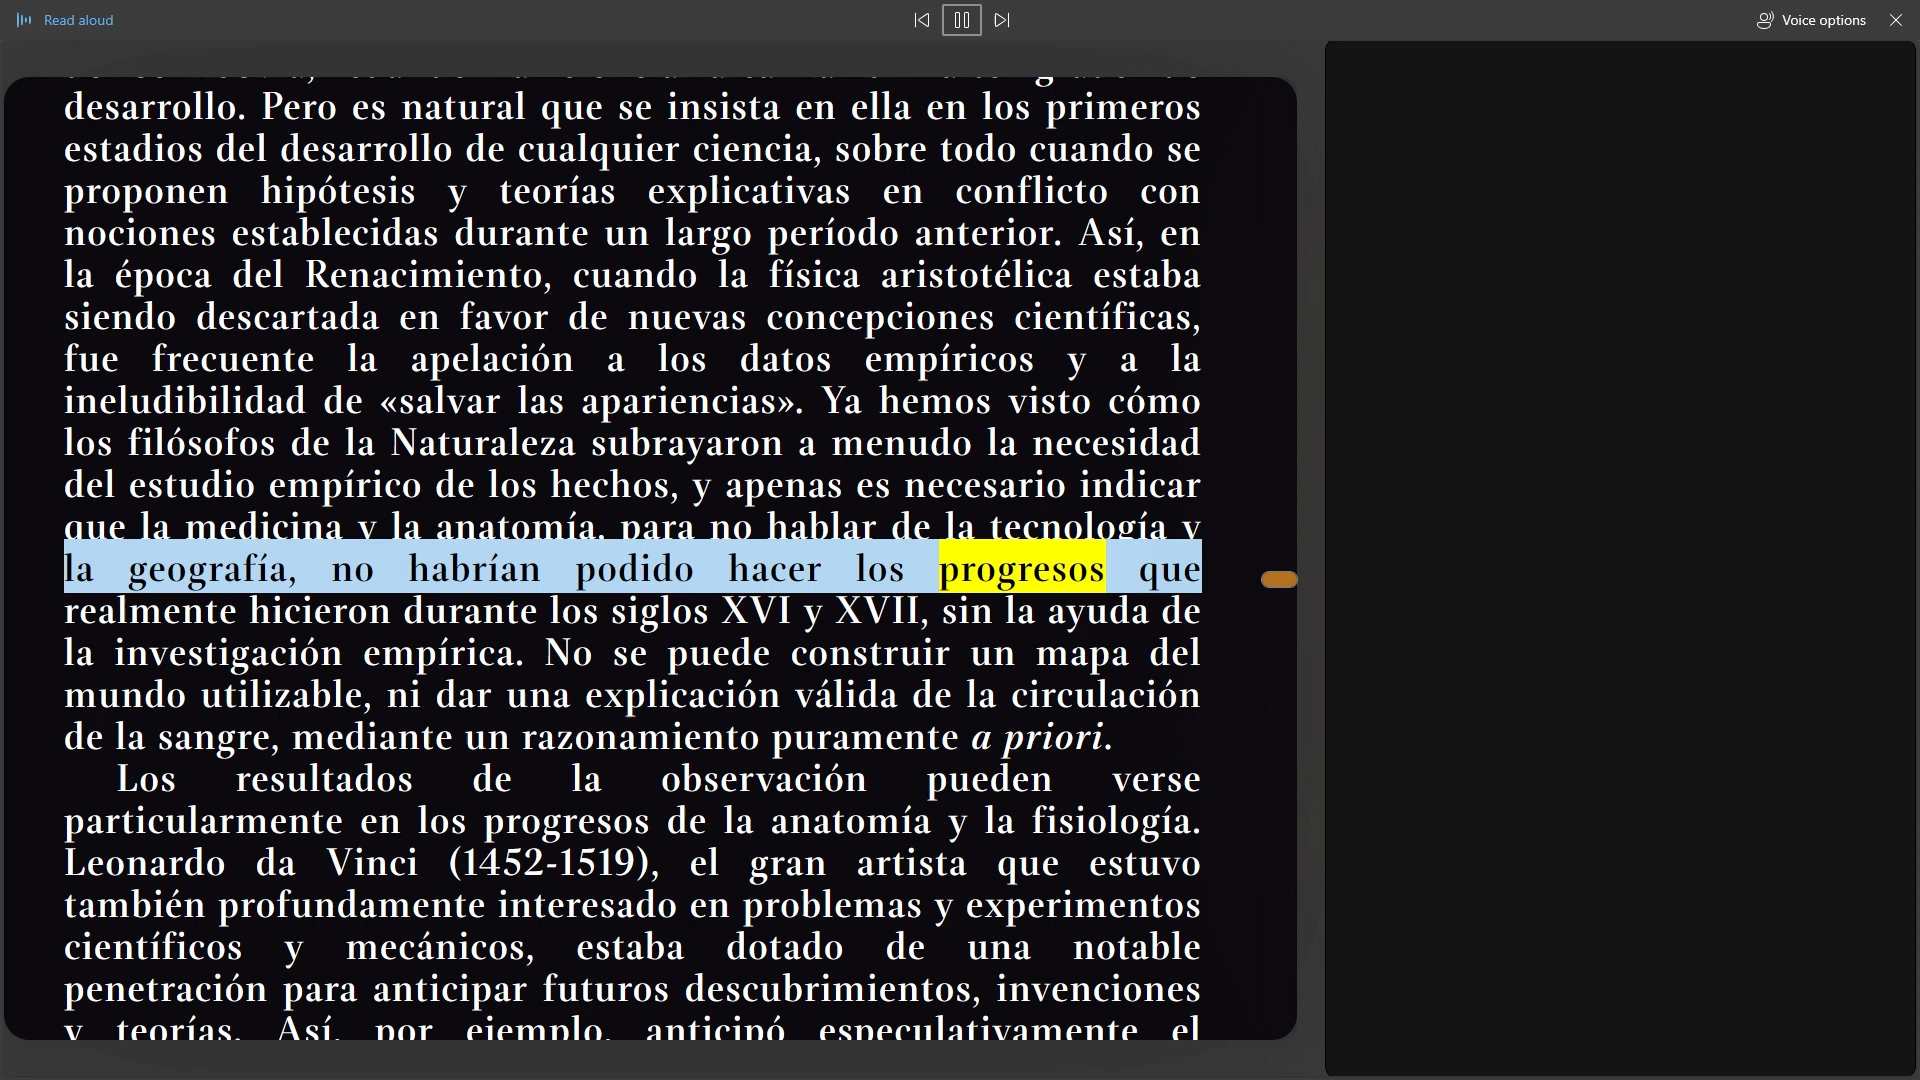 Read aloud
Voice options
desarrollo. Pero es natural que se insista en ella en los primeros
estadios del desarrollo de cualquier ciencia, sobre todo cuando se
proponen hipótesis y teorías explicativas en conflicto con
nociones establecidas durante un largo período anterior. Así, en
la época del Renacimiento, cuando la física aristotélica estaba
siendo descartada en favor de nuevas concepciones científicas,
fue frecuente la apelación a los datos empíricos y a la
ineludibilidad de «salvar las apariencias». Ya hemos visto cómo
los filósofos de la Naturaleza subrayaron a menudo la necesidad
del estudio empírico de los hechos, y apenas es necesario indicar
que la medicina y la anatomía, para no hablar de la tecnología y
la geografía, no habrían podido hacer los progresos que
realmente hicieron durante los siglos XVI y XVII, sin la ayuda de
la investigación empírica. No se puede construir un mapa del
mundo utilizable, ni dar una explicación válida de la circulación
de la sangre, mediante un razonamiento puramente a priori.
Los resultados de la observación pueden verse
particularmente en los progresos de la anatomía y la fisiología.
Leonardo da Vinci (1452-1519), el gran artista que estuvo
también profundamente interesado en problemas y experimentos
científicos y mecánicos, estaba dotado de una notable
penetración para anticipar futuros descubrimientos, invenciones
y teorías. Así, por ejemplo, anticipó especulativamente el